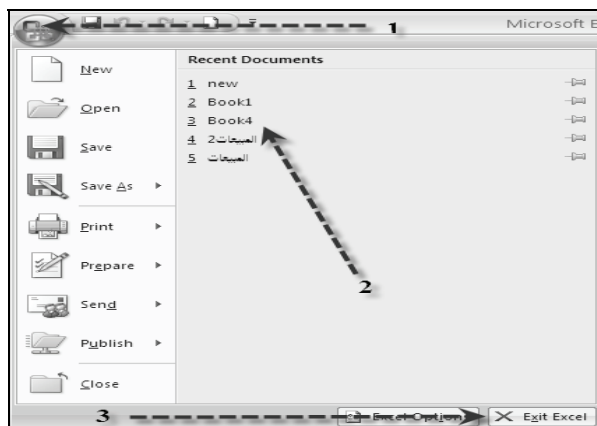 1
Microsoft E
New
Open
Save
Save As
Print
Prepare
Send
Publish
Close
Recent Documents
1 new
2 Book1
3 Book4
4 المبيعات2
5 المبيعات
2
3
Excel Options
Exit Excel